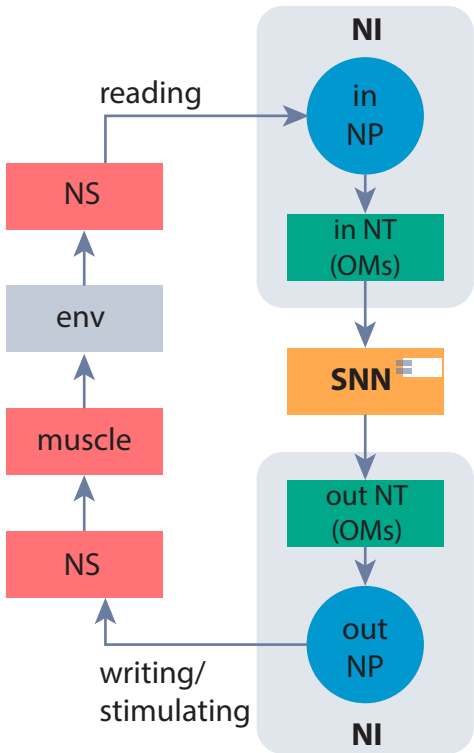 NI
reading
in
NP
NS
in NT
(OMs)
env
SNN
muscle
out NT
(OMs)
NS
out
NP
writing/
stimulating
NI